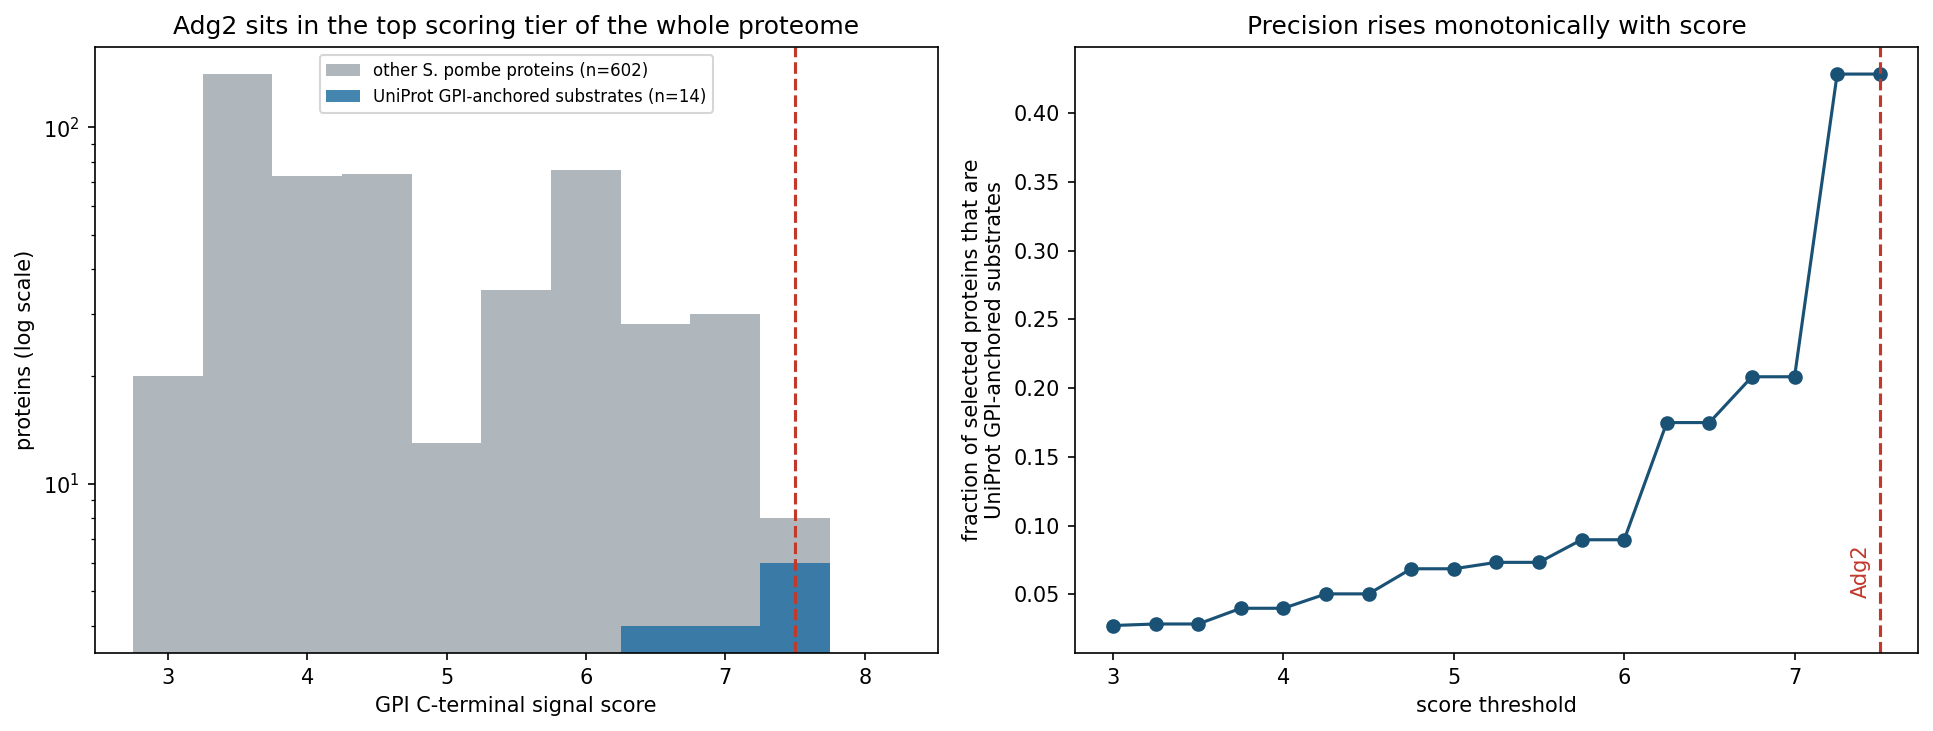 Adg2 sits in the top scoring tier of the whole proteome
other S. pombe proteins (n=602)
UniProt GPI-anchored substrates (n=14)
proteins (log scale)
10²
10¹
3 4 5 6 7 8
GPI C-terminal signal score
Precision rises monotonically with score
fraction of selected proteins that are
UniProt GPI-anchored substrates
0.40
0.35
0.30
0.25
0.20
0.15
0.10
0.05
Adg2
3 4 5 6 7
score threshold